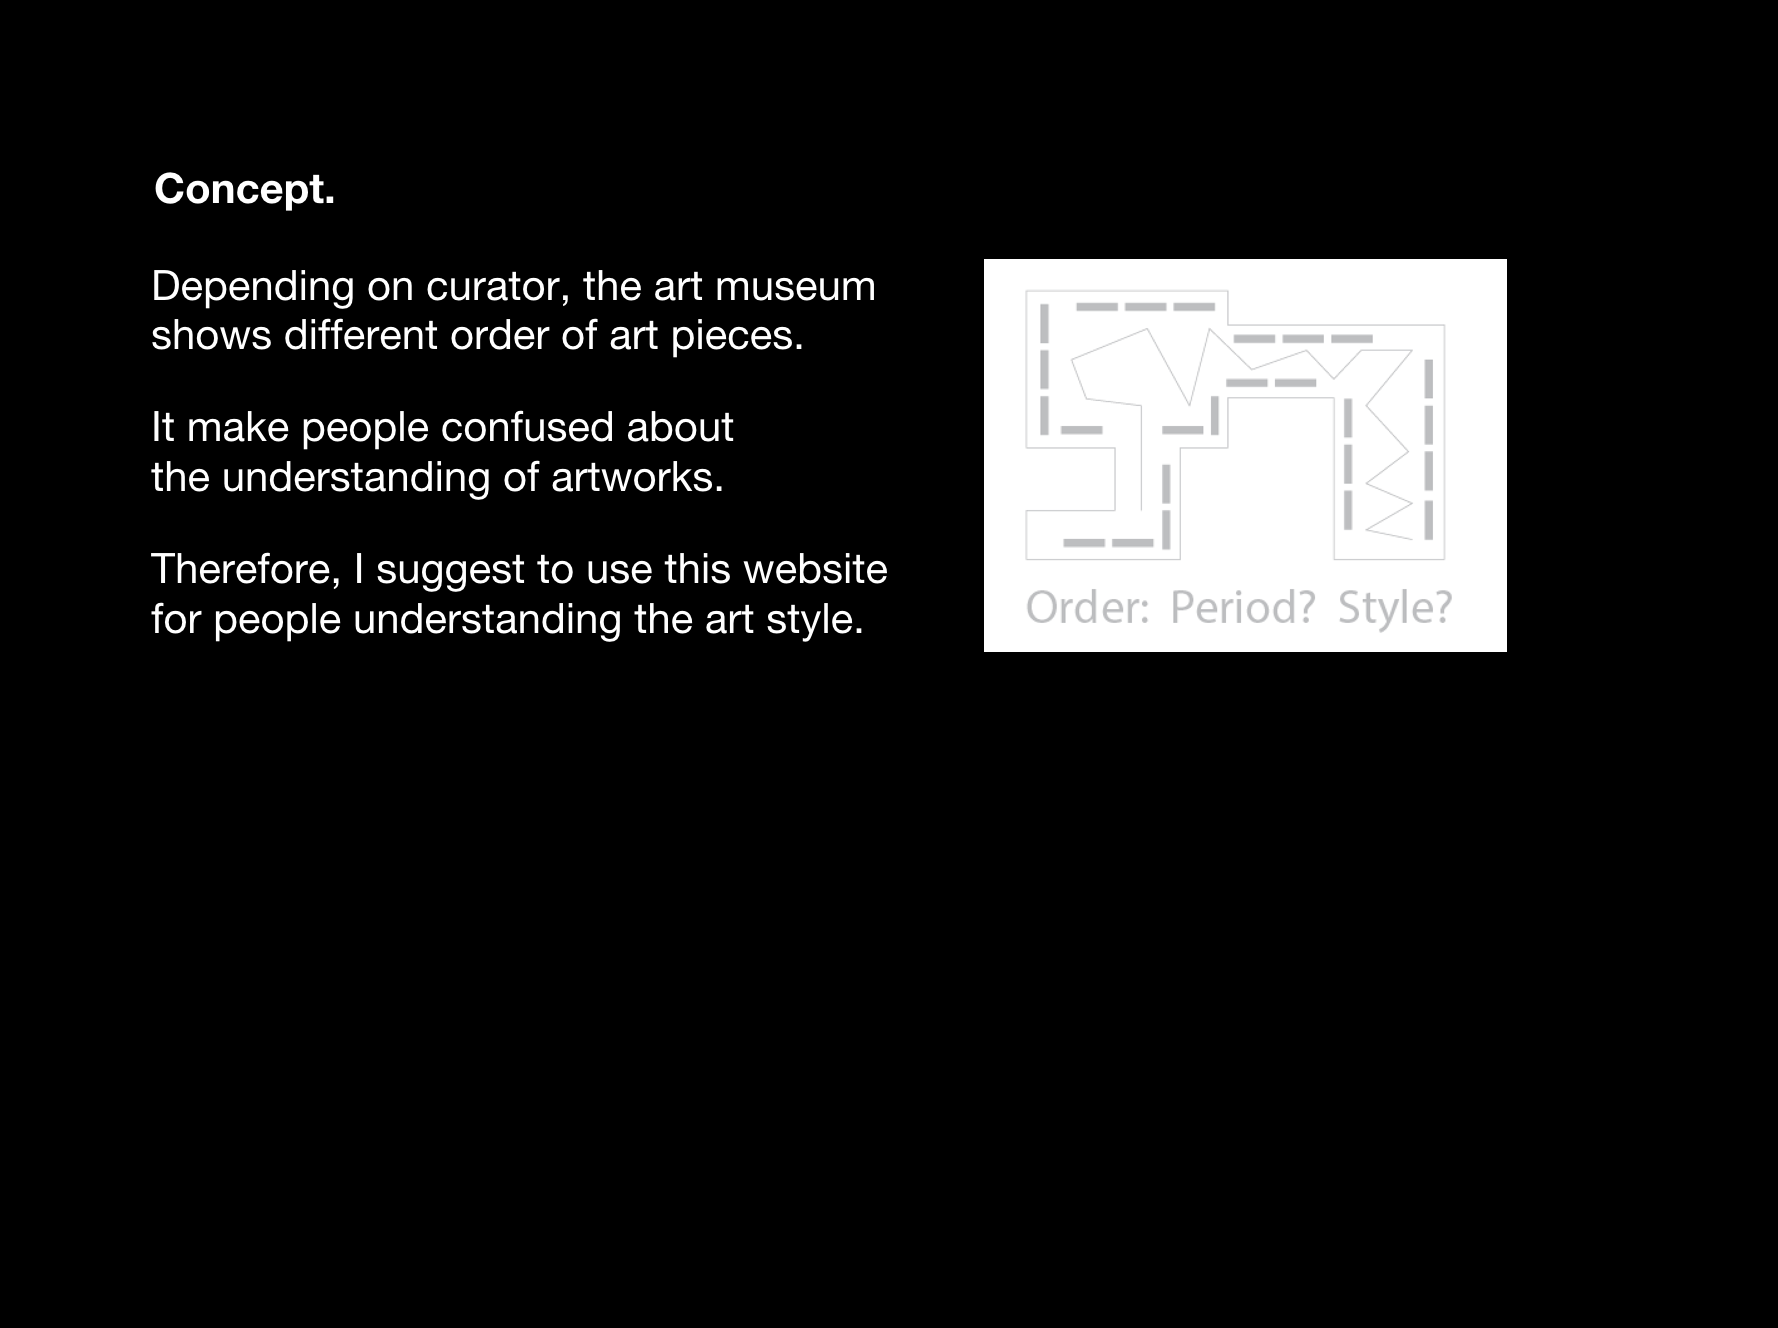 Concept.
Depending on curator, the art museum
shows different order of art pieces.
It make people confused about
the understanding of artworks.
Therefore, I suggest to use this website
for people understanding the art style.
Order: Period? Style?